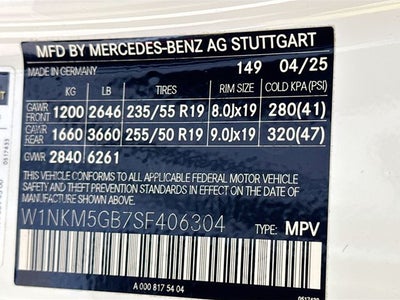 MFD BY MERCEDES-BENZ AG STUTTGART
MADE IN GERMANY 149 04/25
KG LB TIRES RIM SIZE COLD KPA (PSI)
GAWR FRONT 1200 2646 235/55 R19 8.0Jx19 280(41)
GAWR REAR 1660 3660 255/50 R19 9.0Jx19 320(47)
GVWR 2840 6261
THIS VEHICLE CONFORMS TO ALL APPLICABLE FEDERAL MOTOR VEHICLE
SAFETY AND THEFT PREVENTION STANDARDS IN EFFECT ON THE DATE
OF MANUFACTURE SHOWN ABOVE.
W1NKM5GB7SF406304 TYPE: MPV
A 000 817 54 04
0517433